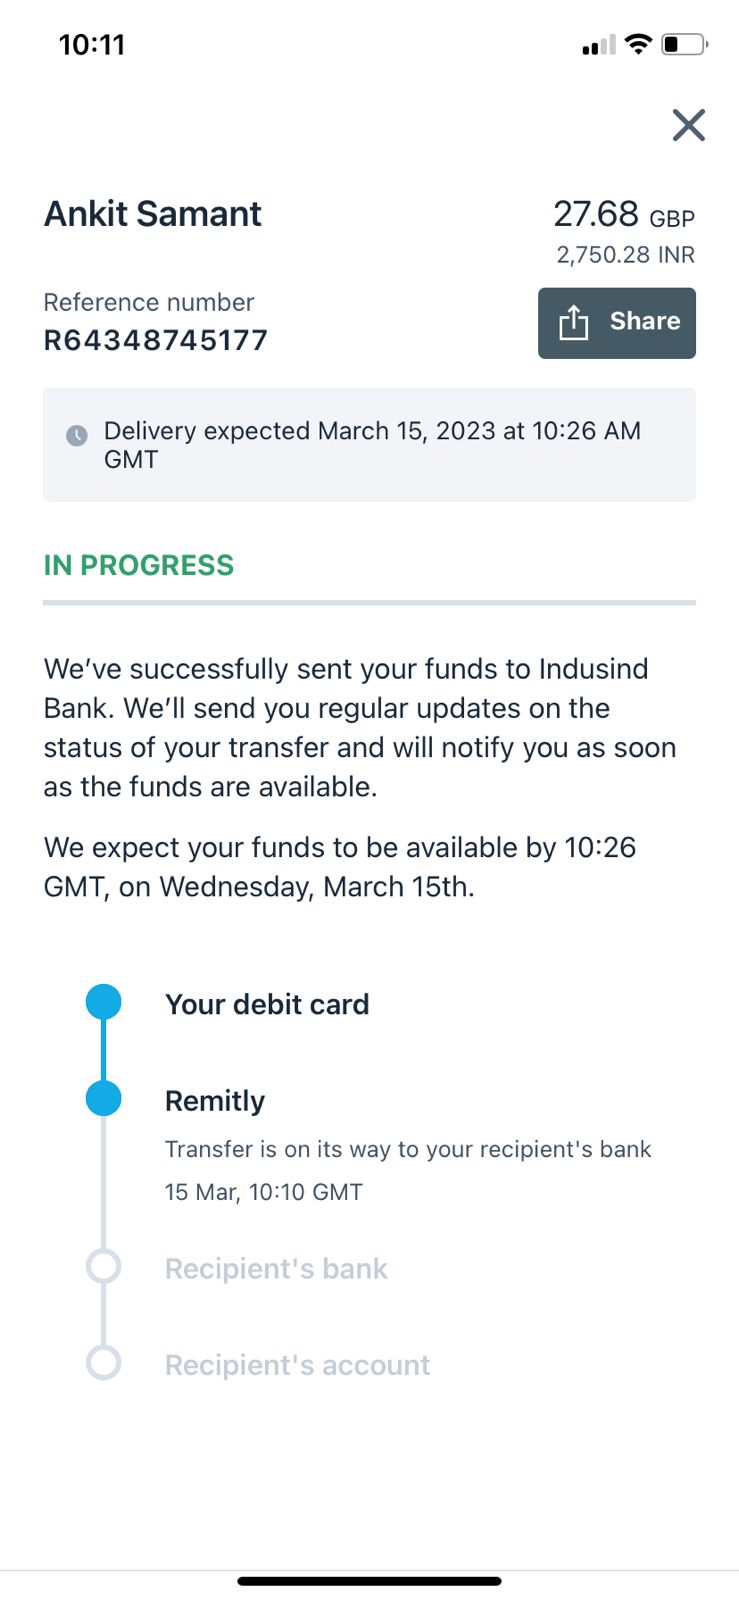 10:11
Ankit Samant
27.68 GBP
2,750.28 INR
Reference number
R64348745177
Share
Delivery expected March 15, 2023 at 10:26 AM
GMT
IN PROGRESS
We’ve successfully sent your funds to Indusind
Bank. We’ll send you regular updates on the
status of your transfer and will notify you as soon
as the funds are available.
We expect your funds to be available by 10:26
GMT, on Wednesday, March 15th.
Your debit card
Remitly
Transfer is on its way to your recipient's bank
15 Mar, 10:10 GMT
Recipient's bank
Recipient's account